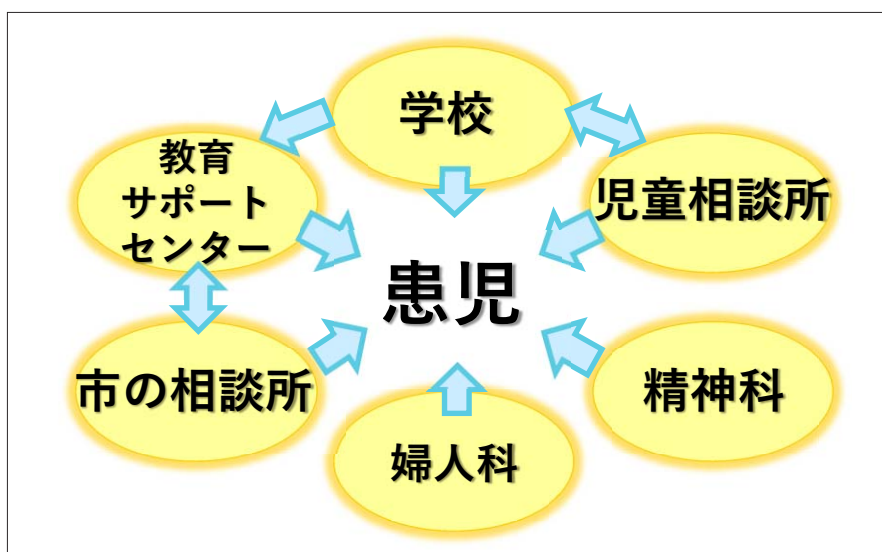 学校
教育
サポート
センター
児童相談所
患児
市の相談所
精神科
婦人科